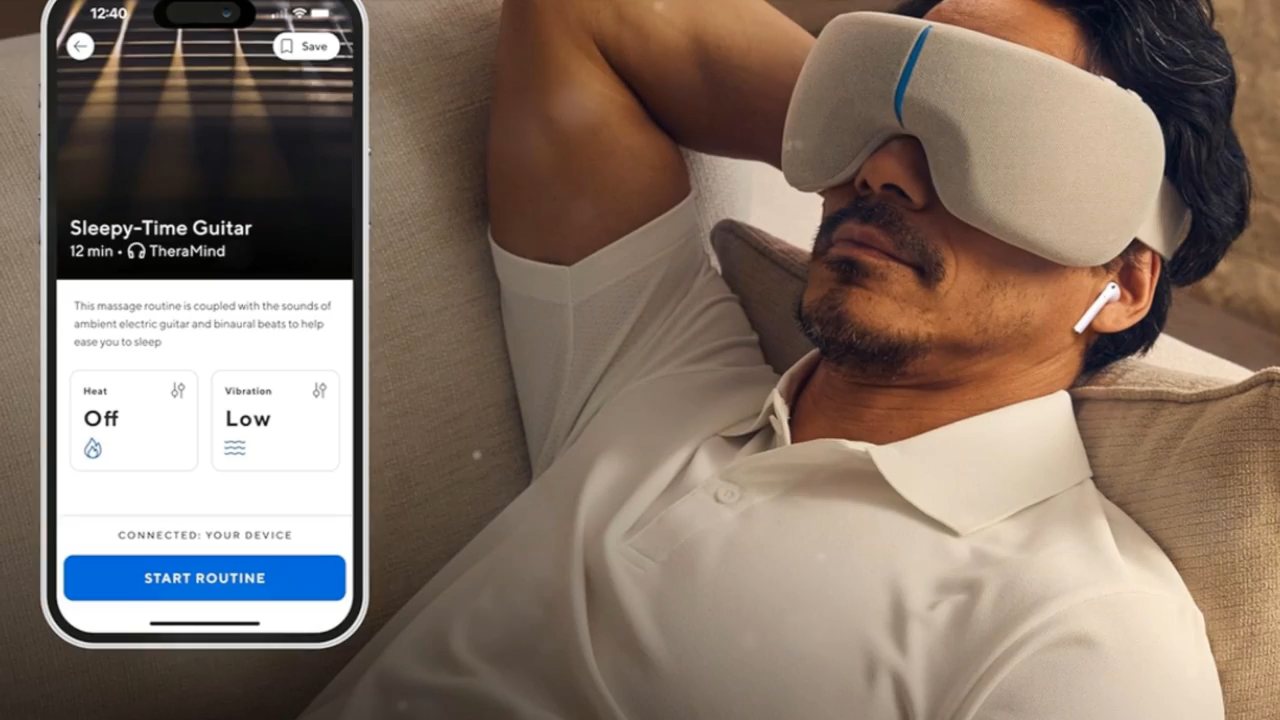 12:40
Save
Sleepy-Time Guitar
12 min • TheraMind
This massage routine is coupled with the sounds of
ambient electric guitar and binaural beats to help
ease you to sleep
Heat
Off
Vibration
Low
CONNECTED: YOUR DEVICE
START ROUTINE